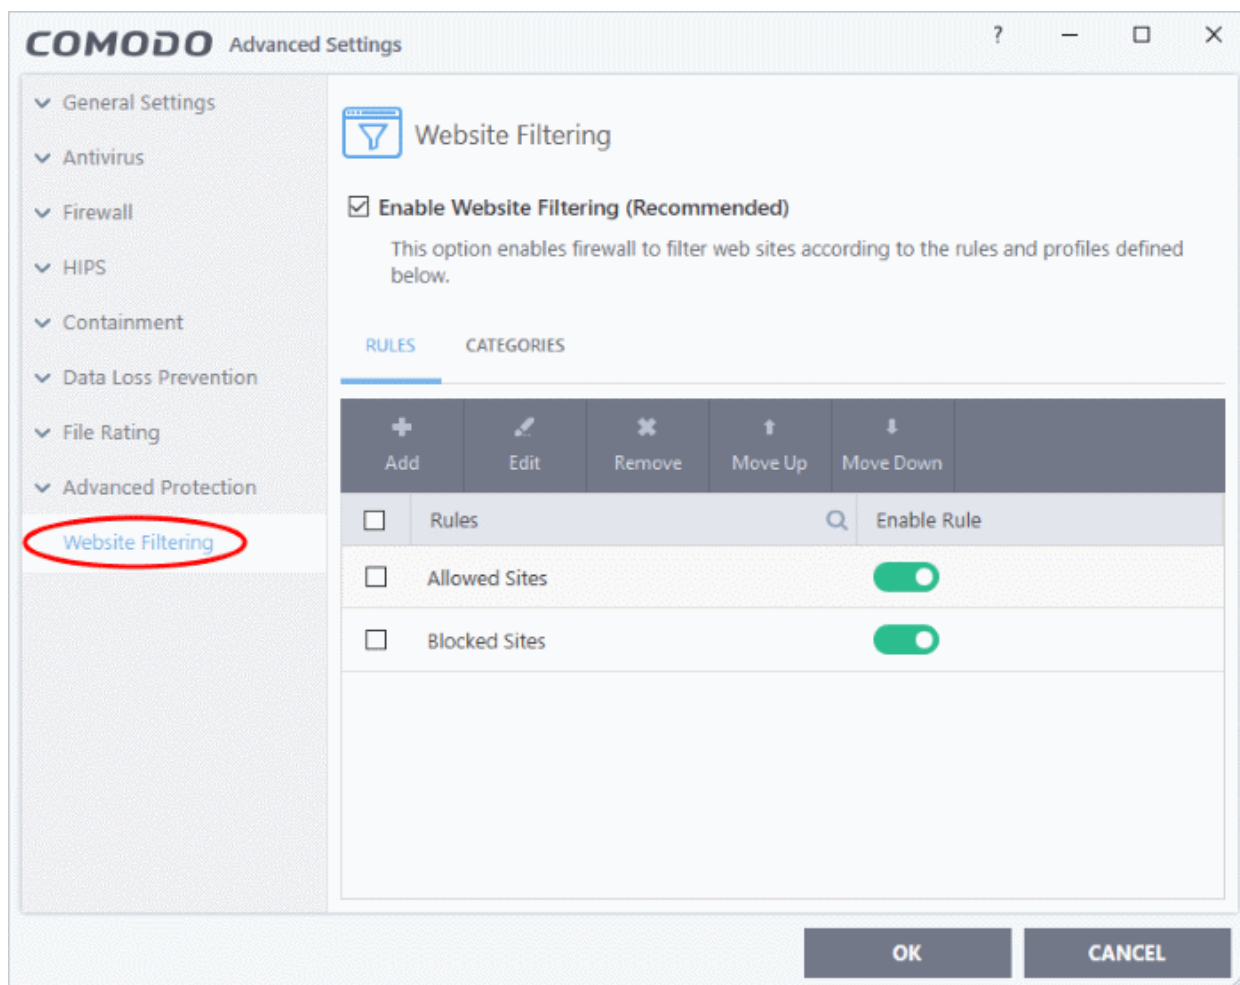 COMODO Advanced Settings ?
General Settings
Antivirus
Firewall
HIPS
Containment
Data Loss Prevention
File Rating
Advanced Protection
Website Filtering
Website Filtering
Enable Website Filtering (Recommended)
This option enables firewall to filter web sites according to the rules and profiles defined
below.
RULES CATEGORIES
Add Edit Remove Move Up Move Down
Rules Enable Rule
Allowed Sites
Blocked Sites
OK CANCEL